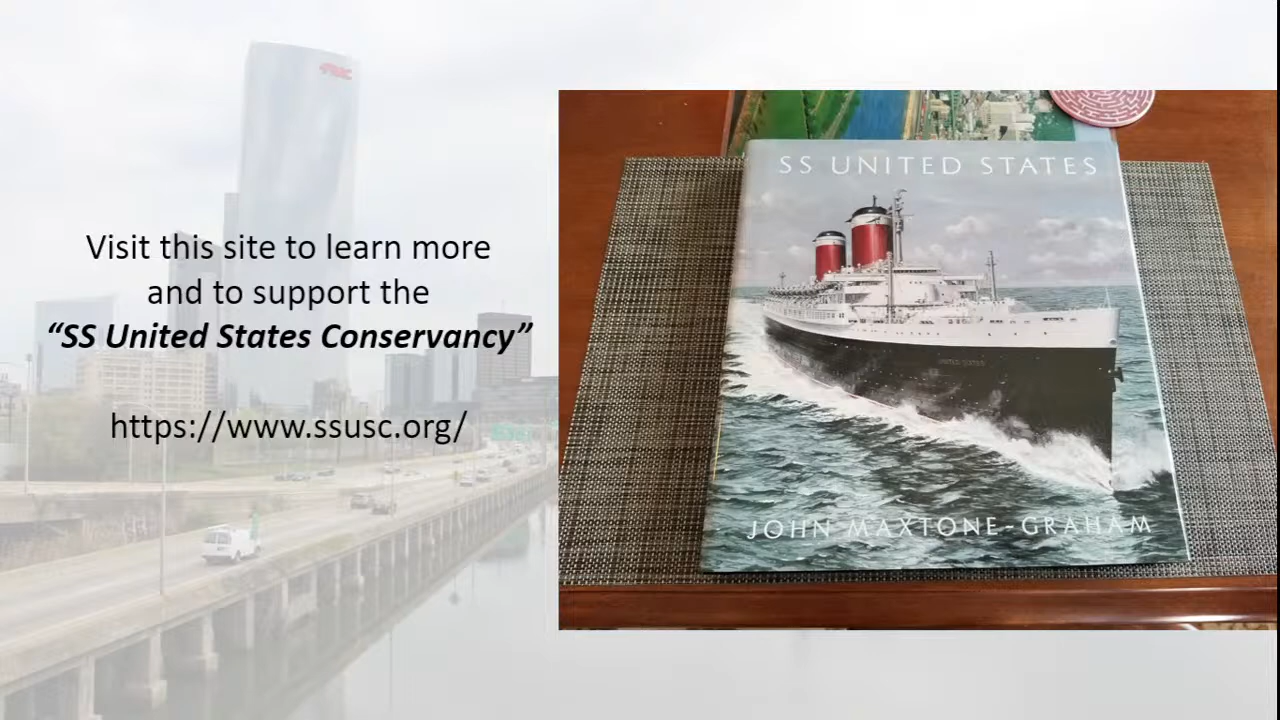 Visit this site to learn more
and to support the
“SS United States Conservancy”
https://www.ssusc.org/
SS UNITED STATES
JOHN MAXTONE-GRAHAM